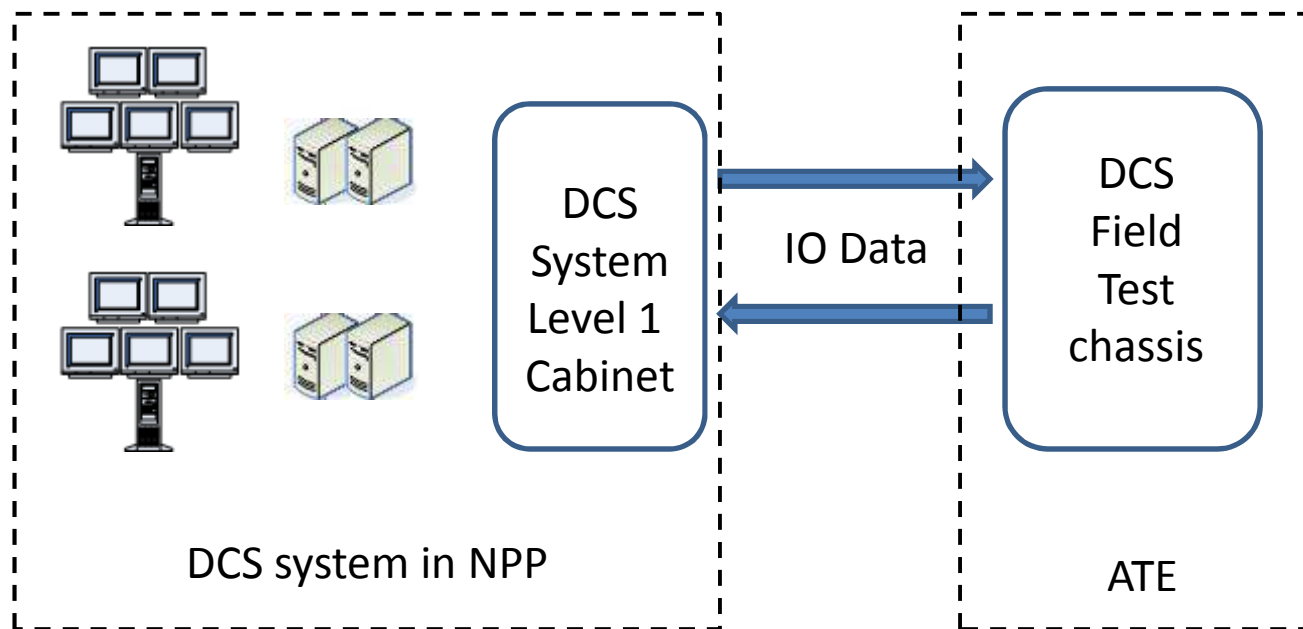 DCS
System
Level 1
Cabinet
IO Data
DCS
Field
Test
chassis
DCS system in NPP
ATE